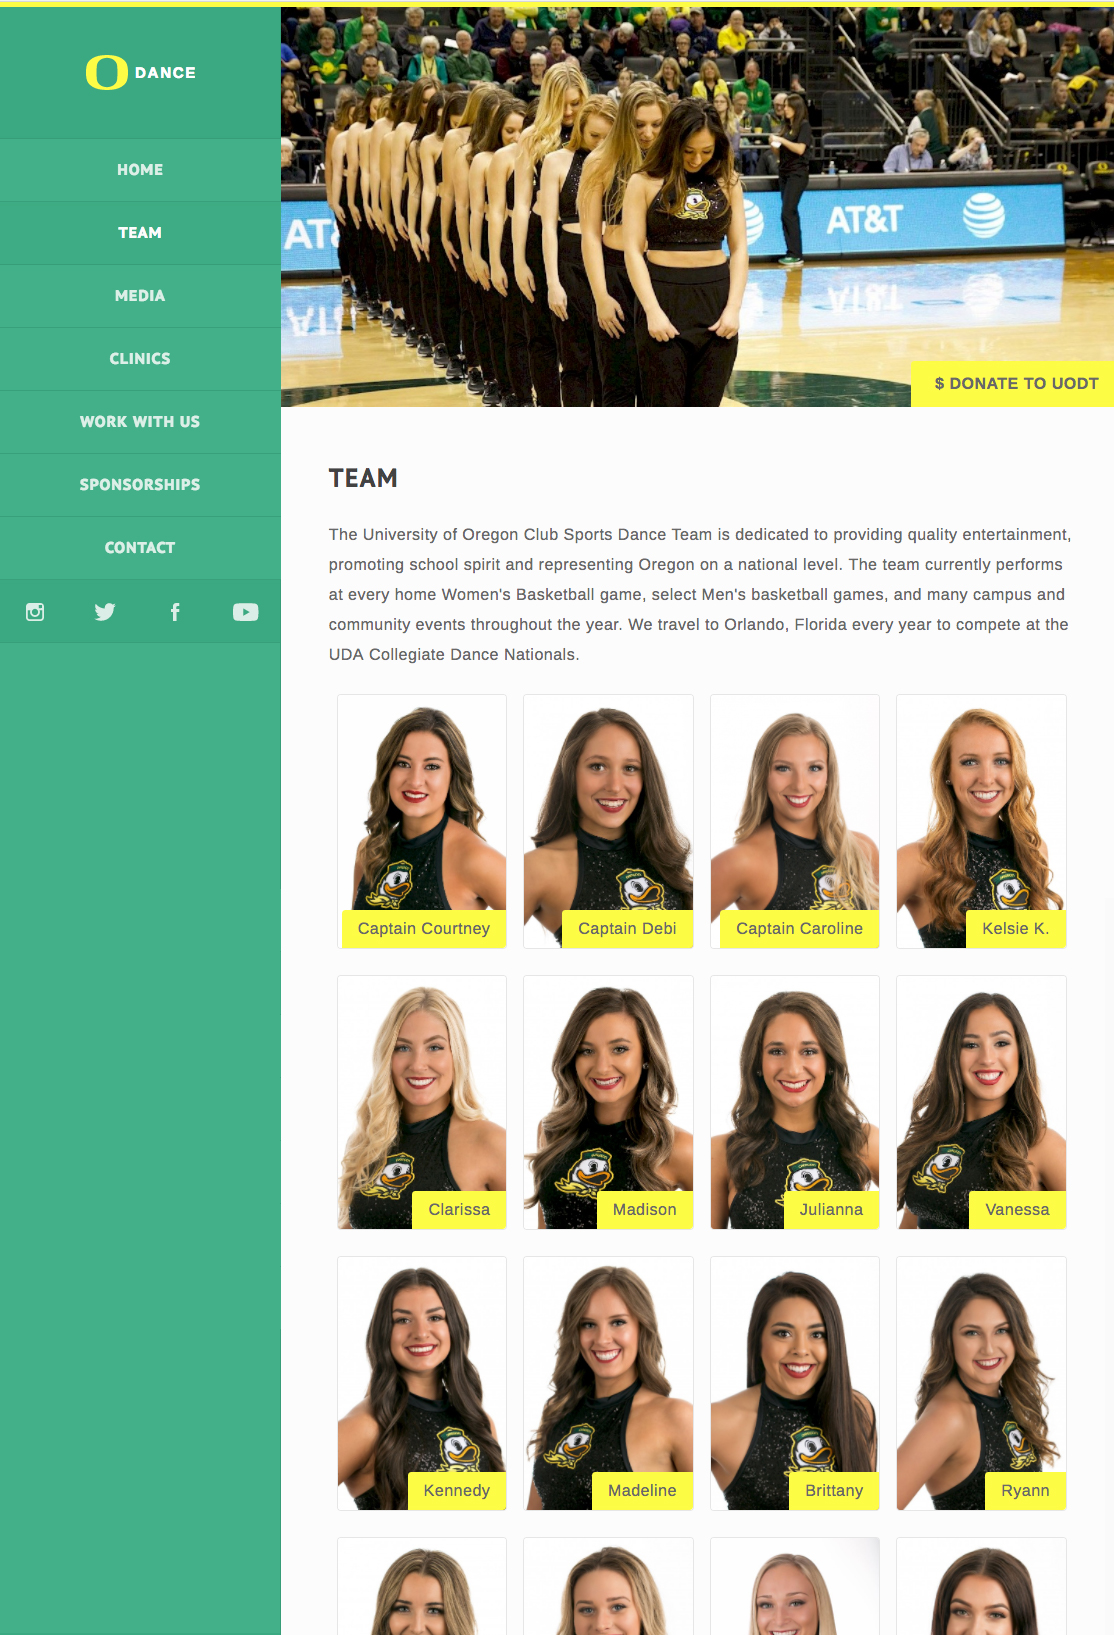 O DANCE
HOME
TEAM
MEDIA
CLINICS
WORK WITH US
SPONSORSHIPS
CONTACT
AT&T
AT&T
$ DONATE TO UODT
TEAM
The University of Oregon Club Sports Dance Team is dedicated to providing quality entertainment,
promoting school spirit and representing Oregon on a national level. The team currently performs
at every home Women's Basketball game, select Men's basketball games, and many campus and
community events throughout the year. We travel to Orlando, Florida every year to compete at the
UDA Collegiate Dance Nationals.
Captain Courtney
Captain Debi
Captain Caroline
Kelsie K.
Clarissa
Madison
Julianna
Vanessa
Kennedy
Madeline
Brittany
Ryann